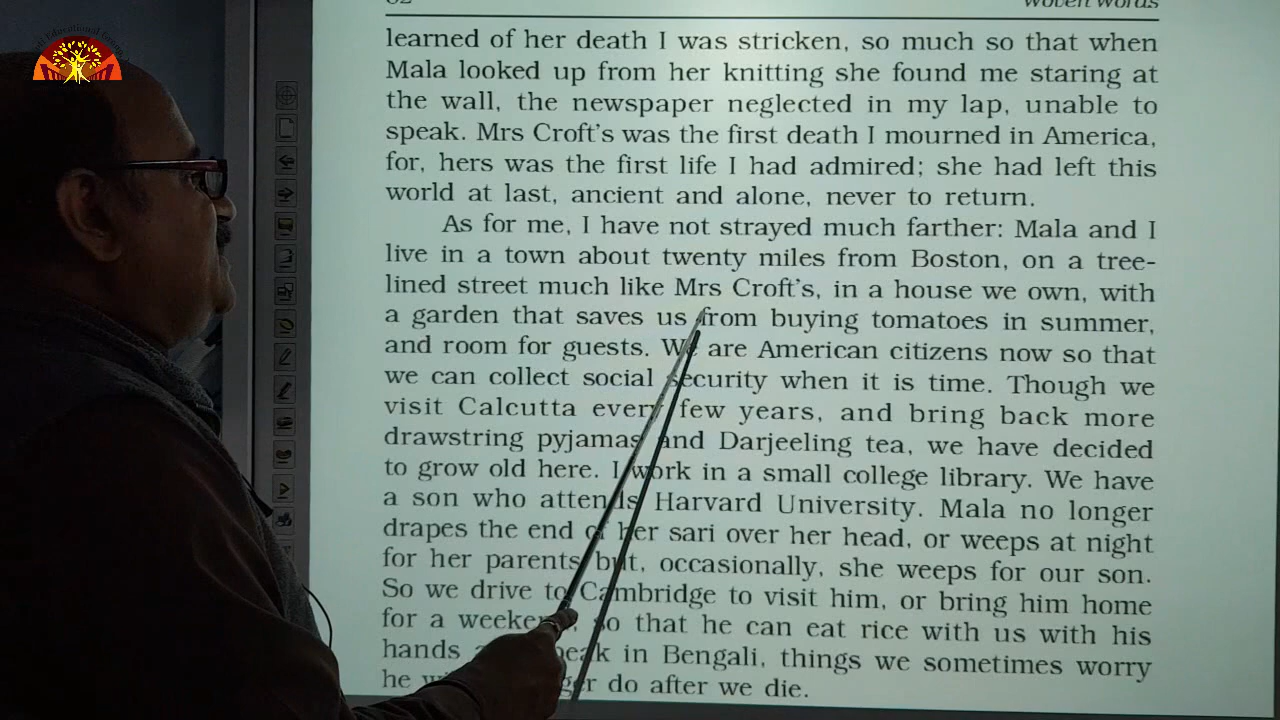 Woven Words
learned of her death I was stricken, so much so that when
Mala looked up from her knitting she found me staring at
the wall, the newspaper neglected in my lap, unable to
speak. Mrs Croft's was the first death I mourned in America,
for, hers was the first life I had admired; she had left this
world at last, ancient and alone, never to return.
As for me, I have not strayed much farther: Mala and I
live in a town about twenty miles from Boston, on a tree-
lined street much like Mrs Croft's, in a house we own, with
a garden that saves us from buying tomatoes in summer,
and room for guests. We are American citizens now so that
we can collect social security when it is time. Though we
visit Calcutta every few years, and bring back more
drawstring pyjamas and Darjeeling tea, we have decided
to grow old here. I work in a small college library. We have
a son who attends Harvard University. Mala no longer
drapes the end of her sari over her head, or weeps at night
for her parents but, occasionally, she weeps for our son.
So we drive to Cambridge to visit him, or bring him home
for a weekend, so that he can eat rice with us with his
hands speak in Bengali, things we sometimes worry
he do after we die.